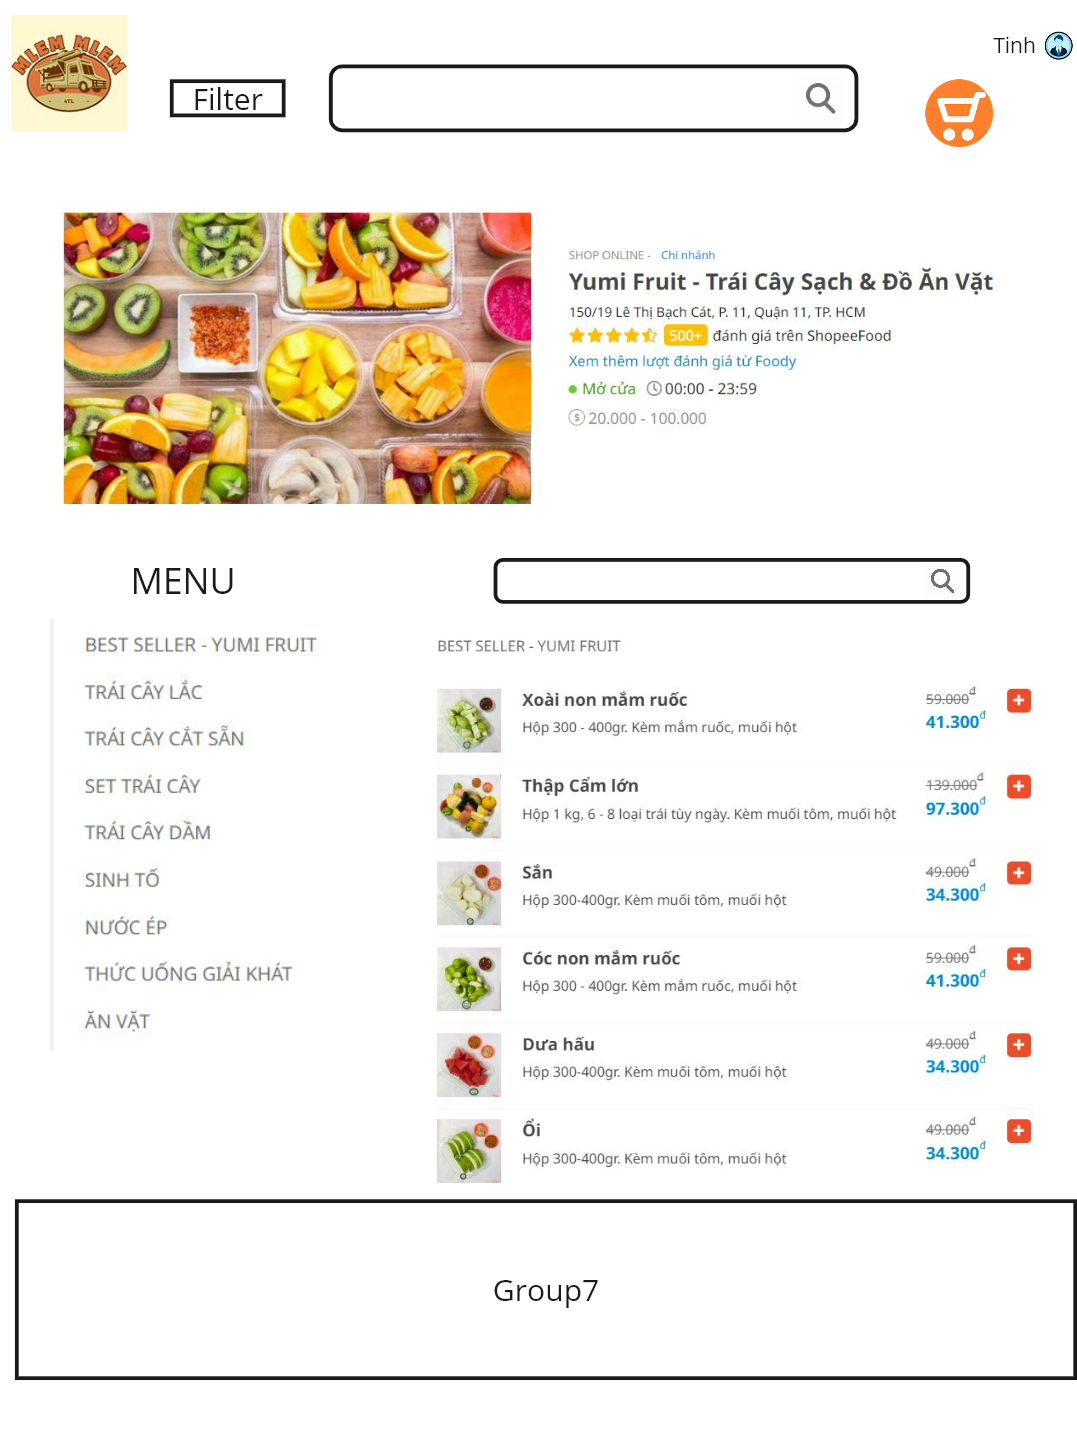 MLEM MLEM
4TL
Tinh
Filter
SHOP ONLINE - Chi nhánh
Yumi Fruit - Trái Cây Sạch & Đồ Ăn Vặt
150/19 Lê Thị Bạch Cát, P. 11, Quận 11, TP. HCM
500+ đánh giá trên ShopeeFood
Xem thêm lượt đánh giá từ Foody
Mở cửa 00:00 - 23:59
20.000 - 100.000
MENU
BEST SELLER - YUMI FRUIT
TRÁI CÂY LẮC
TRÁI CÂY CẮT SẴN
SET TRÁI CÂY
TRÁI CÂY DẦM
SINH TỐ
NƯỚC ÉP
THỨC UỐNG GIẢI KHÁT
ĂN VẶT
BEST SELLER - YUMI FRUIT
Xoài non mắm ruốc 59.000đ
Hộp 300 - 400gr. Kèm mắm ruốc, muối hột 41.300đ
Thập Cẩm lớn 139.000đ
Hộp 1 kg, 6 - 8 loại trái tùy ngày. Kèm muối tôm, muối hột 97.300đ
Sắn 49.000đ
Hộp 300-400gr. Kèm muối tôm, muối hột 34.300đ
Cóc non mắm ruốc 59.000đ
Hộp 300 - 400gr. Kèm mắm ruốc, muối hột 41.300đ
Dưa hấu 49.000đ
Hộp 300-400gr. Kèm muối tôm, muối hột 34.300đ
Ổi 49.000đ
Hộp 300-400gr. Kèm muối tôm, muối hột 34.300đ
Group7